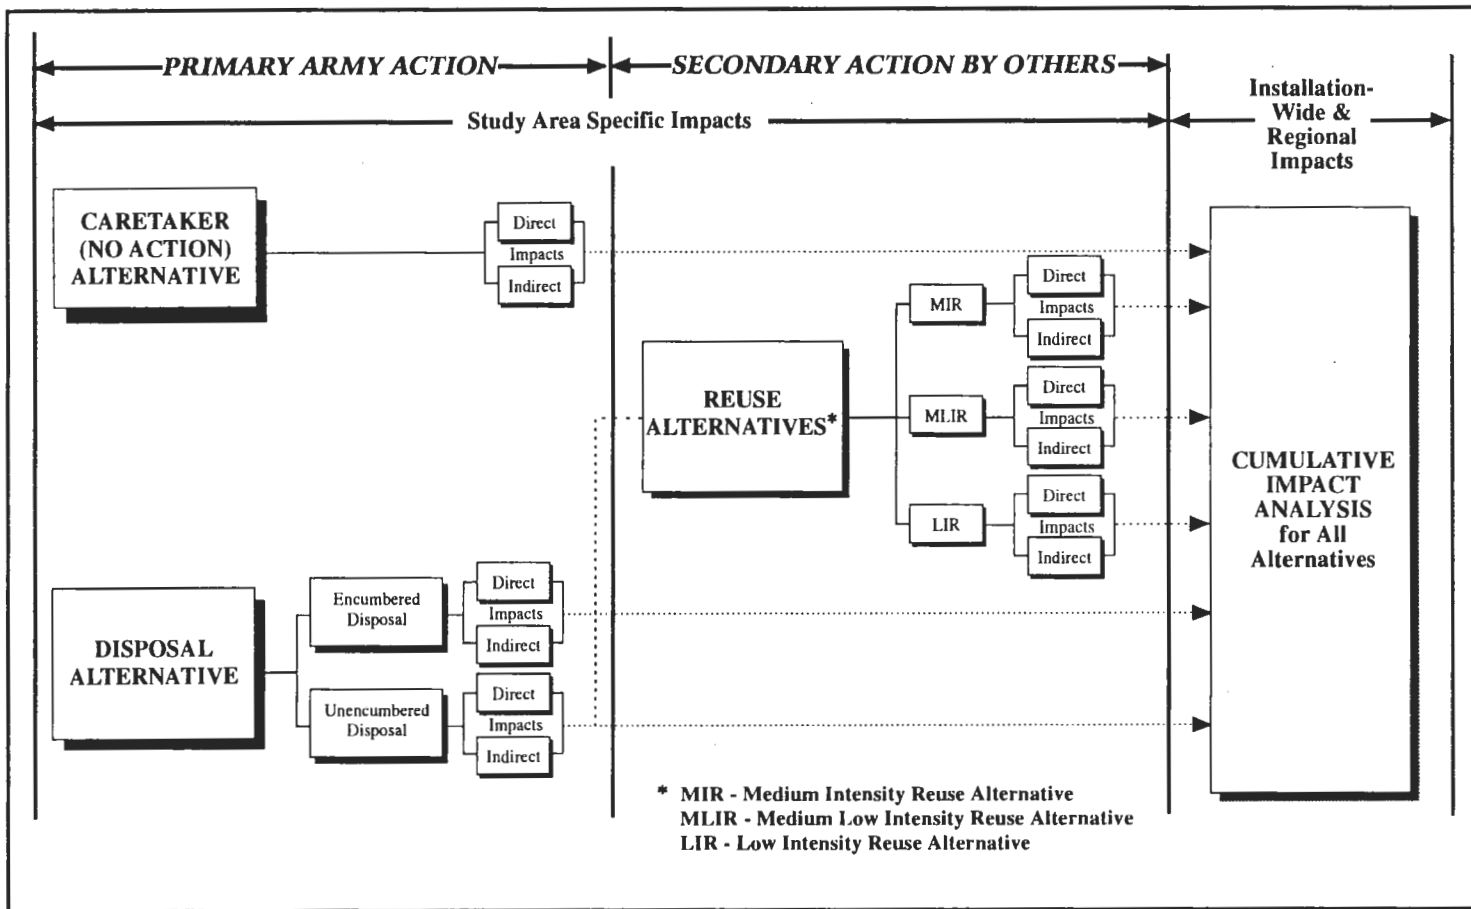 PRIMARY ARMY ACTION
SECONDARY ACTION BY OTHERS
Study Area Specific Impacts
Installation-
Wide &
Regional
Impacts
CARETAKER
(NO ACTION)
ALTERNATIVE
Direct
Impacts
Indirect
REUSE
ALTERNATIVES*
MIR
Direct
Impacts
Indirect
MLIR
Direct
Impacts
Indirect
LIR
Direct
Impacts
Indirect
DISPOSAL
ALTERNATIVE
Encumbered
Disposal
Direct
Impacts
Indirect
Unencumbered
Disposal
Direct
Impacts
Indirect
CUMULATIVE
IMPACT
ANALYSIS
for All
Alternatives
* MIR - Medium Intensity Reuse Alternative
MLIR - Medium Low Intensity Reuse Alternative
LIR - Low Intensity Reuse Alternative